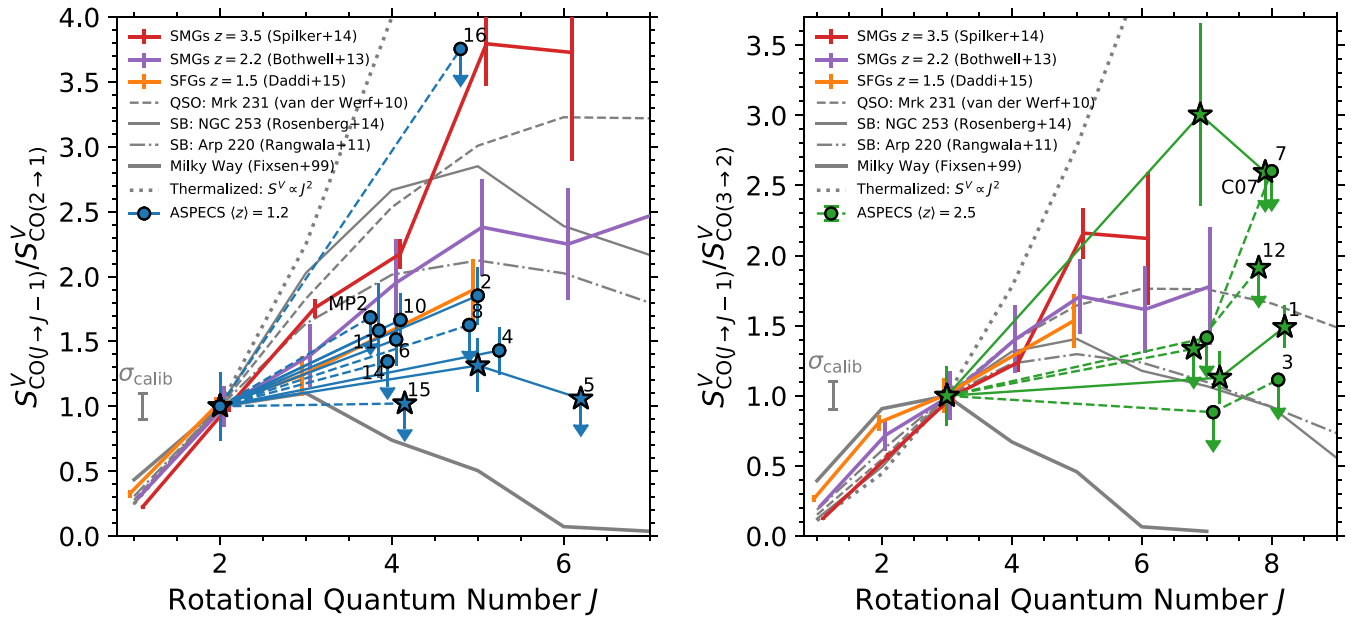 S^V_CO(J→J−1)/S^V_CO(2→1)
4.0
3.5
3.0
2.5
2.0
1.5
1.0
0.5
0.0
SMGs z = 3.5 (Spilker+14)
SMGs z = 2.2 (Bothwell+13)
SFGs z = 1.5 (Daddi+15)
QSO: Mrk 231 (van der Werf+10)
SB: NGC 253 (Rosenberg+14)
SB: Arp 220 (Rangwala+11)
Milky Way (Fixsen+99)
Thermalized: S^V ∝ J^2
ASPECS ⟨z⟩ = 1.2
16
MP2
10
2
8
11
6
4
14
15
5
σ_calib
2
4
6
Rotational Quantum Number J
S^V_CO(J→J−1)/S^V_CO(3→2)
3.5
3.0
2.5
2.0
1.5
1.0
0.5
0.0
SMGs z = 3.5 (Spilker+14)
SMGs z = 2.2 (Bothwell+13)
SFGs z = 1.5 (Daddi+15)
QSO: Mrk 231 (van der Werf+10)
SB: NGC 253 (Rosenberg+14)
SB: Arp 220 (Rangwala+11)
Milky Way (Fixsen+99)
Thermalized: S^V ∝ J^2
ASPECS ⟨z⟩ = 2.5
7
C07
12
1
3
σ_calib
2
4
6
8
Rotational Quantum Number J